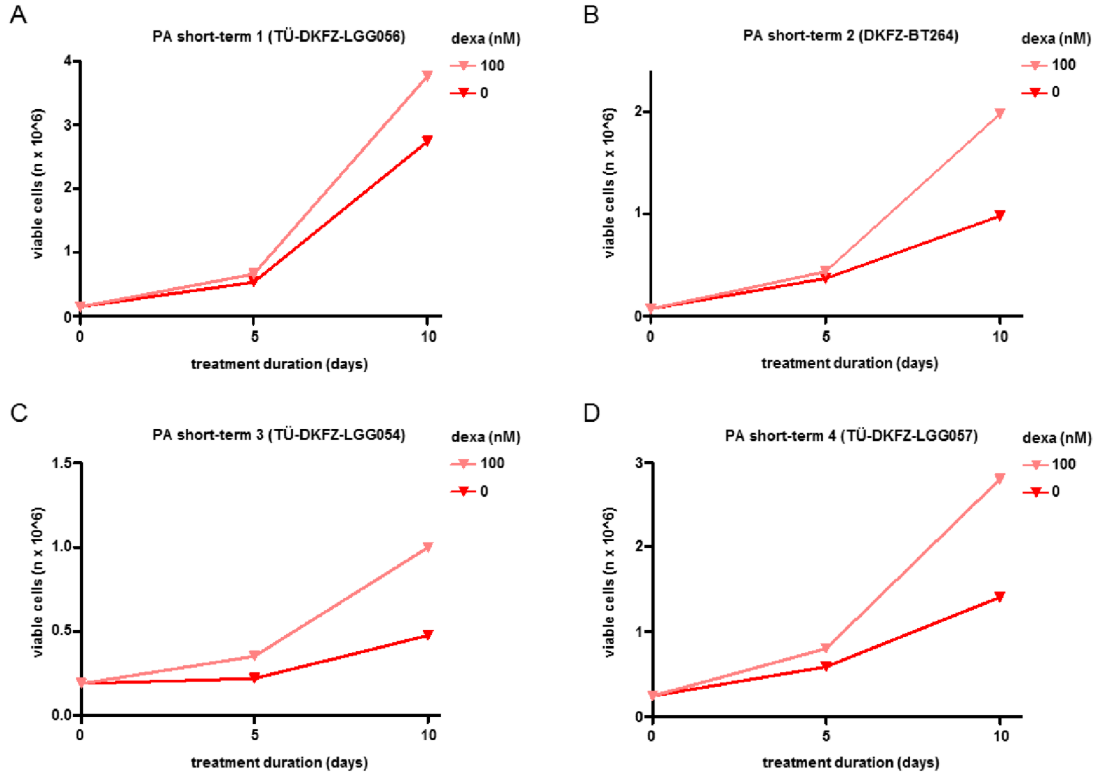 A
PA short-term 1 (TÜ-DKFZ-LGG056)
dexa (nM)
100
0
viable cells (n x 10^6)
4
3
2
1
0
0 5 10
treatment duration (days)
B
PA short-term 2 (DKFZ-BT264)
dexa (nM)
100
0
viable cells (n x 10^6)
2
1
0
0 5 10
treatment duration (days)
C
PA short-term 3 (TÜ-DKFZ-LGG054)
dexa (nM)
100
0
viable cells (n x 10^6)
1.5
1.0
0.5
0.0
0 5 10
treatment duration (days)
D
PA short-term 4 (TÜ-DKFZ-LGG057)
dexa (nM)
100
0
viable cells (n x 10^6)
3
2
1
0
0 5 10
treatment duration (days)